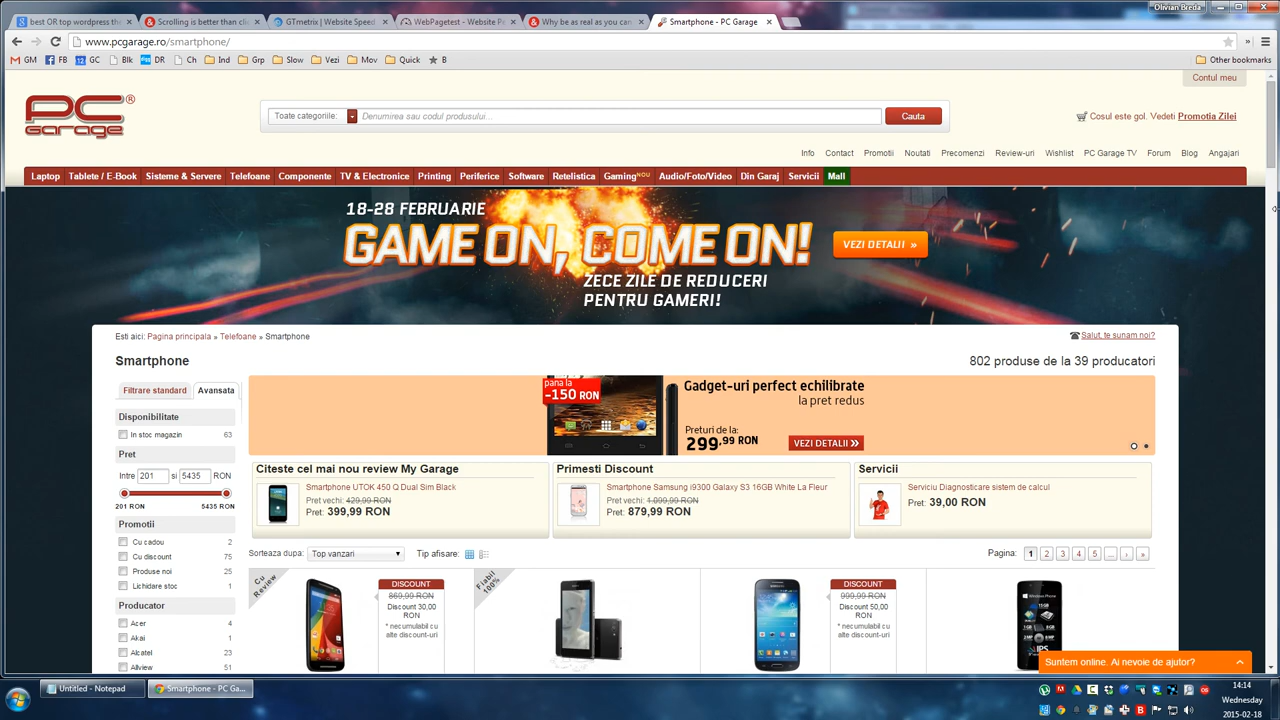 Olivian Breda
best OR top wordpress the
Scrolling is better than cli
GTmetrix | Website Speed
WebPagetest - Website Pe
Why be as real as you can
Smartphone - PC Garage
www.pcgarage.ro/smartphone/
GM FB GC Blk DR Ch Ind Grp Slow Vezi Mov Quick B Other bookmarks
Contul meu
PC Garage®
Toate categoriile: Denumirea sau codul produsului... Cauta
Cosul este gol. Vedeti Promotia Zilei
Info Contact Promotii Noutati Precomenzi Review-uri Wishlist PC Garage TV Forum Blog Angajari
Laptop Tablete / E-Book Sisteme & Servere Telefoane Componente TV & Electronice Printing Periferice Software Retelistica Gaming NOU Audio/Foto/Video Din Garaj Servicii Mall
18-28 FEBRUARIE
GAME ON, COME ON!
VEZI DETALII »
ZECE ZILE DE REDUCERI
PENTRU GAMERI!
Esti aici: Pagina principala » Telefoane » Smartphone
Salut, te sunam noi?
Smartphone
802 produse de la 39 producatori
Filtrare standard Avansata
Disponibilitate
In stoc magazin 63
Pret
Intre 201 si 5435 RON
201 RON 5435 RON
Promotii
Cu cadou 2
Cu discount 75
Produse noi 25
Lichidare stoc 1
Producator
Acer 4
Akai 1
Alcatel 23
Allview 51
pana la
-150 RON
Gadget-uri perfect echilibrate
la pret redus
Preturi de la:
299,99 RON
VEZI DETALII »
Citeste cel mai nou review My Garage
Smartphone UTOK 450 Q Dual Sim Black
Pret vechi: 429,99 RON
Pret: 399,99 RON
Primesti Discount
Smartphone Samsung i9300 Galaxy S3 16GB White La Fleur
Pret vechi: 1.099,99 RON
Pret: 879,99 RON
Servicii
Serviciu Diagnosticare sistem de calcul
Pret: 39,00 RON
Sorteaza dupa: Top vanzari Tip afisare:
Pagina: 1 2 3 4 5 ... › »
Cu Review
DISCOUNT
869,99 RON
Discount 30,00
RON
* necumulabil cu
alte discount-uri
Fiabil 100%
DISCOUNT
999,99 RON
Discount 50,00
RON
* necumulabil cu
alte discount-uri
Windows Phone
IPS
Suntem online. Ai nevoie de ajutor?
Untitled - Notepad
Smartphone - PC Ga...
14:14
Wednesday
2015-02-18